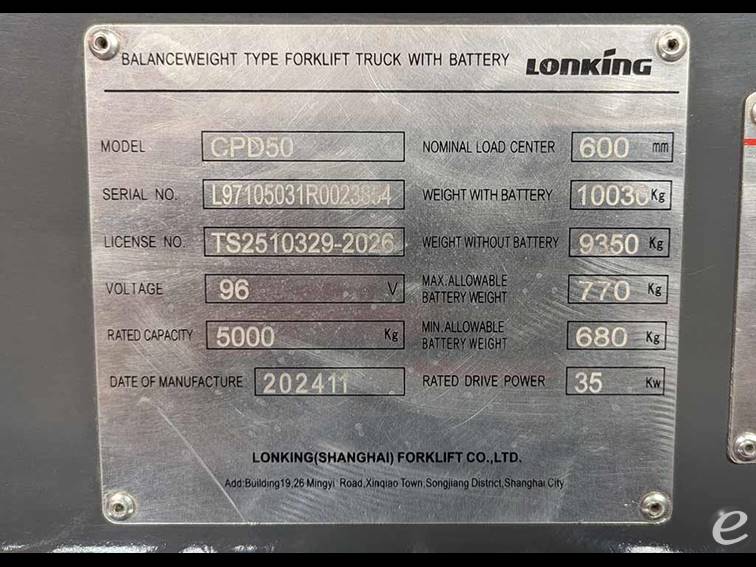 BALANCEWEIGHT TYPE FORKLIFT TRUCK WITH BATTERY LONKING
MODEL CPD50 NOMINAL LOAD CENTER 600 mm
SERIAL NO. L97105031R0023854 WEIGHT WITH BATTERY 10030 Kg
LICENSE NO. TS2510329-2026 WEIGHT WITHOUT BATTERY 9350 Kg
VOLTAGE 96 V MAX.ALLOWABLE BATTERY WEIGHT 770 Kg
RATED CAPACITY 5000 Kg MIN.ALLOWABLE BATTERY WEIGHT 680 Kg
DATE OF MANUFACTURE 202411 RATED DRIVE POWER 35 Kw
LONKING(SHANGHAI) FORKLIFT CO.,LTD.
Add:Building19,26 Mingyi Road,Xinqiao Town,Songjiang District,Shanghai City
e